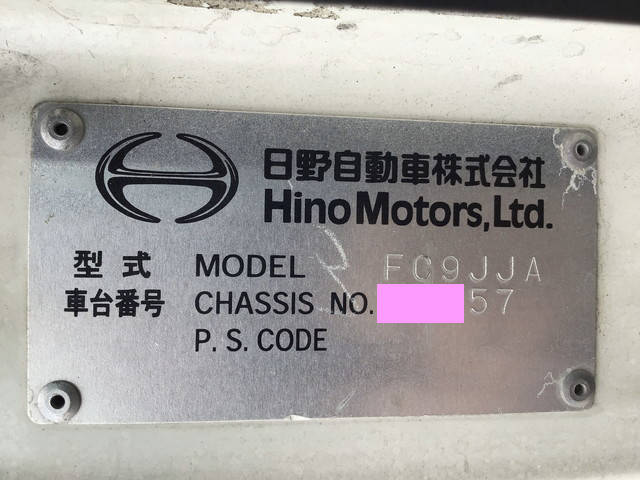 日野自動車株式会社
Hino Motors,Ltd.
型式 MODEL FC9JJA
車台番号 CHASSIS NO. 57
P.S.CODE